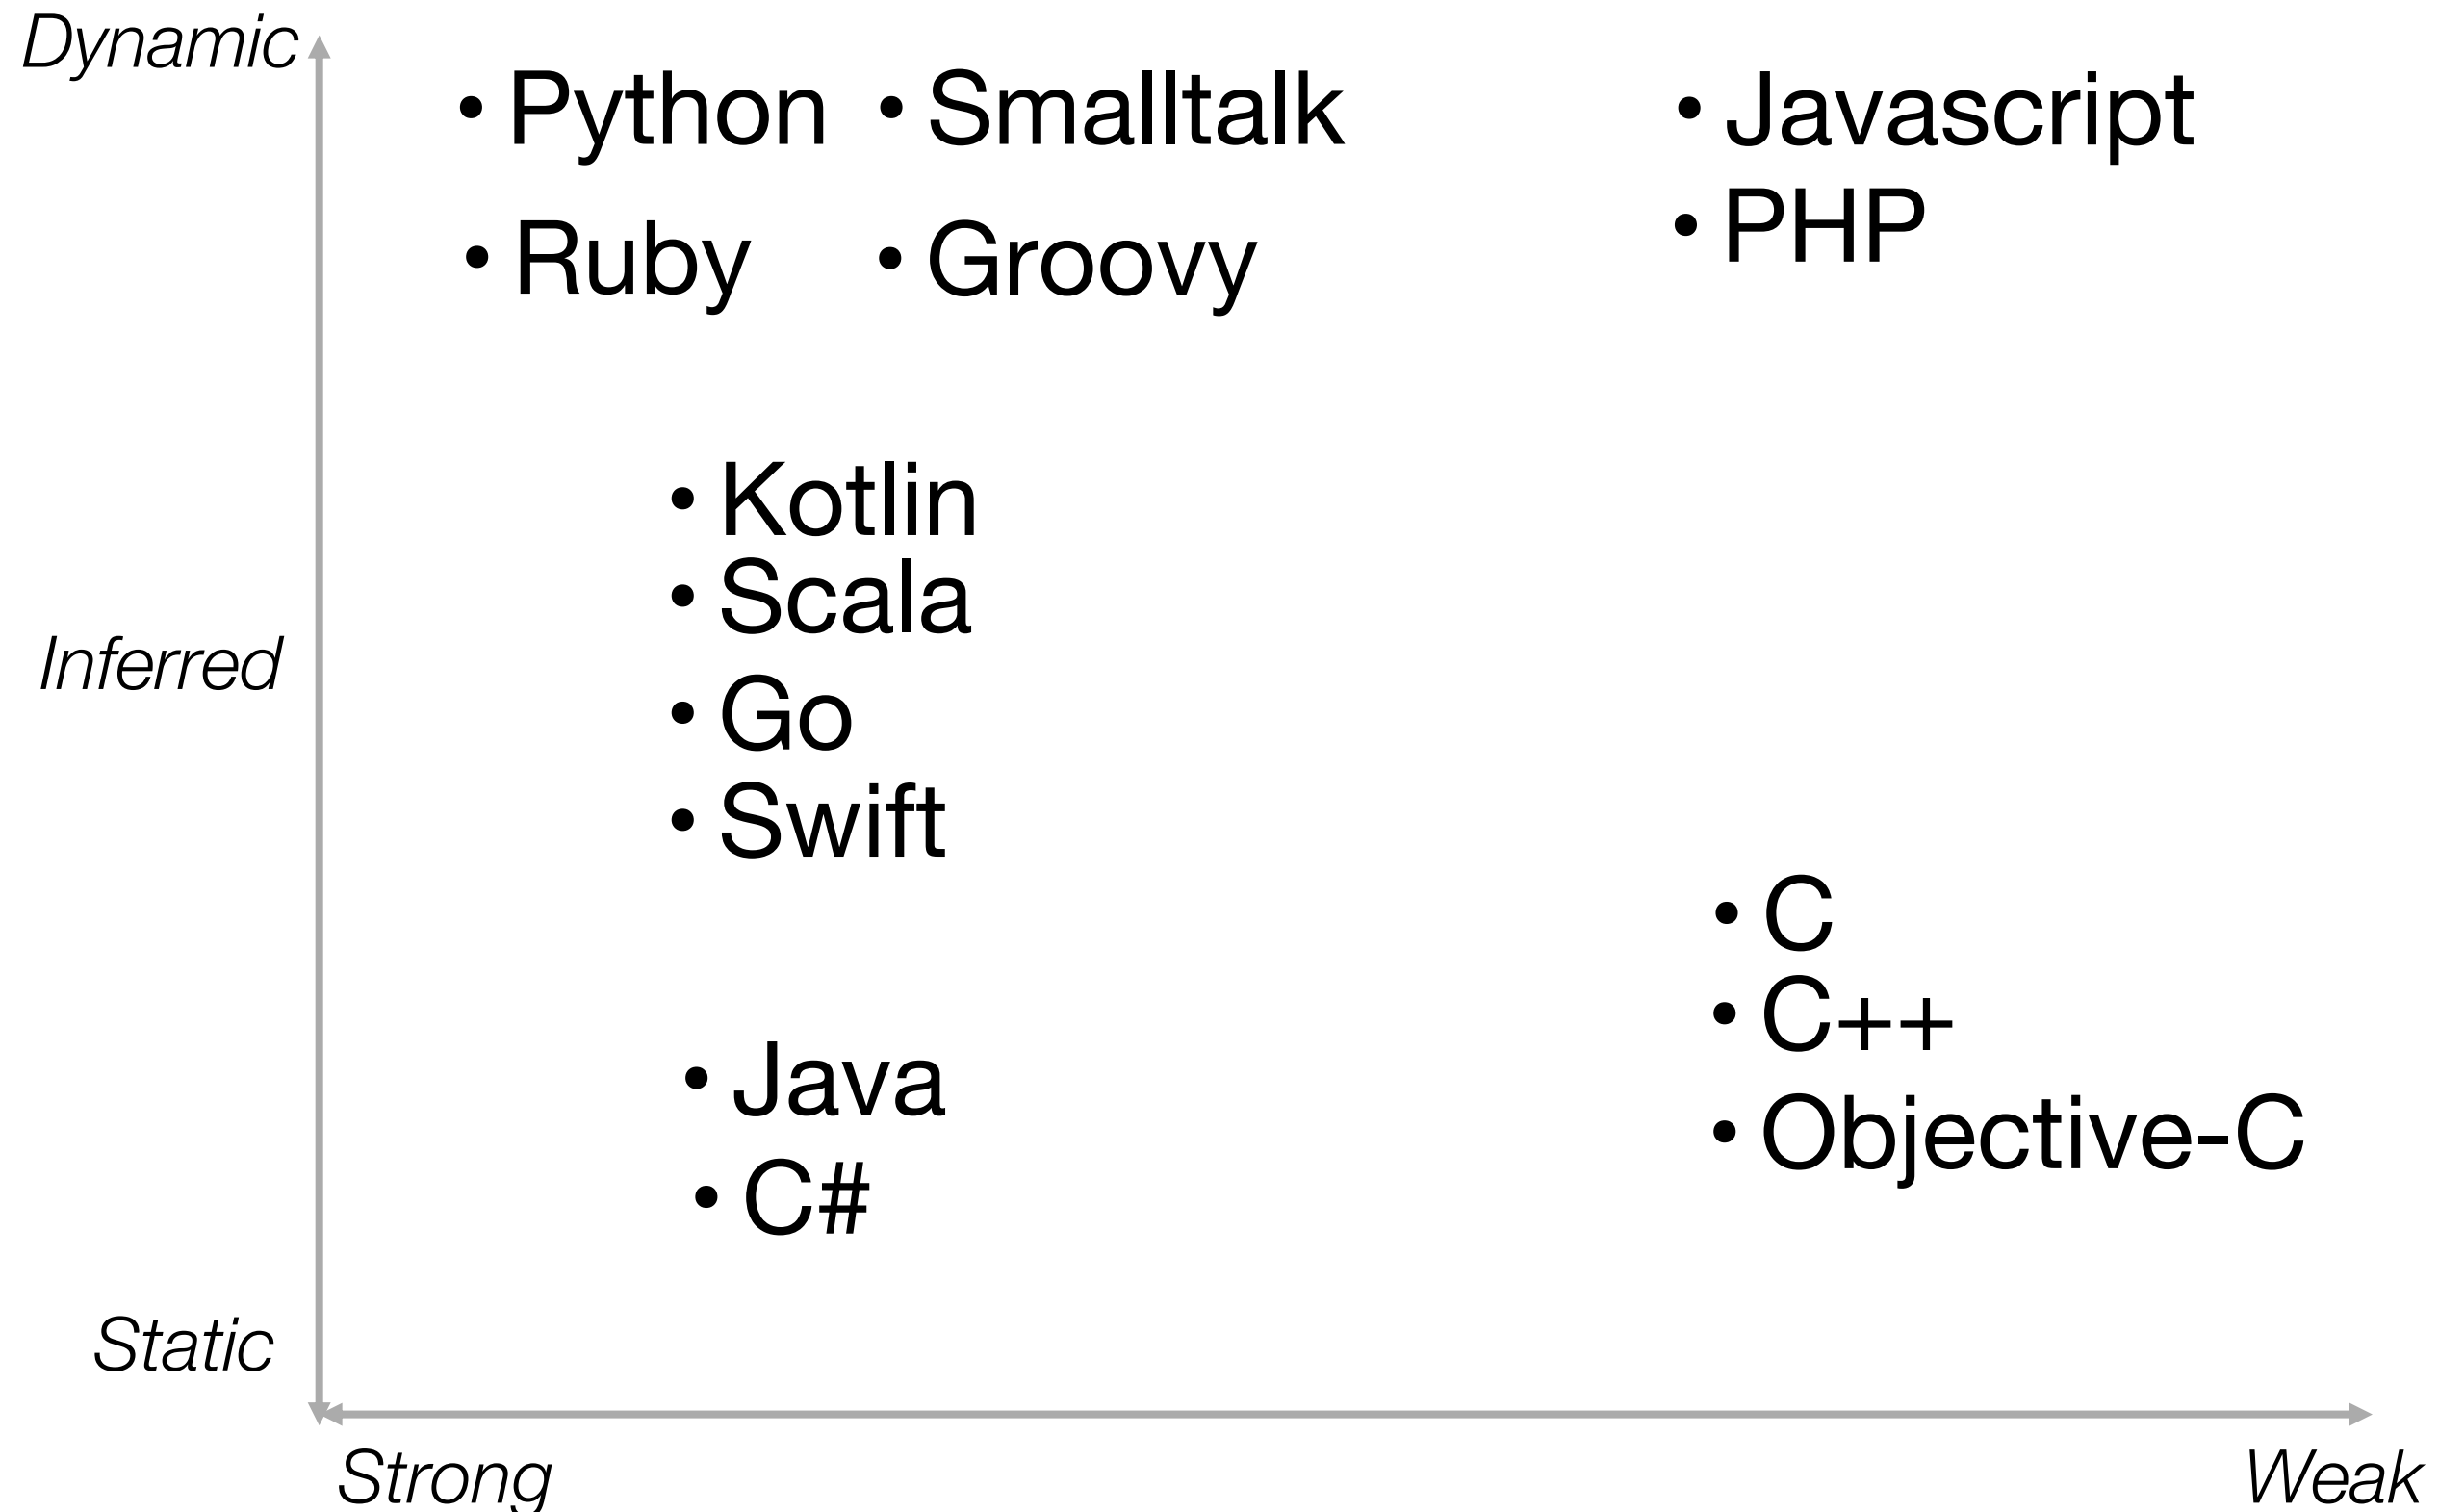 Dynamic
• Python • Smalltalk • Javascript
• PHP
• Ruby • Groovy
• Kotlin
• Scala
Inferred
• Go
• Swift
• C
• C++
• Java
• Objective-C
• C#
Static
Strong Weak